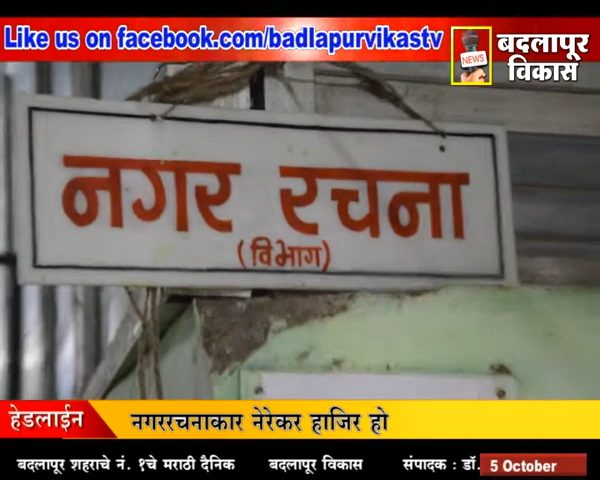 Like us on facebook.com/badlapurvikastv
NEWS
बदलापूर
विकास
नगर रचना
(विभाग)
हेडलाईन
नगररचनाकार नेरेकर हाजिर हो
बदलापूर शहराचे नं. १चे मराठी दैनिक बदलापूर विकास संपादक : डॉ.
5 October